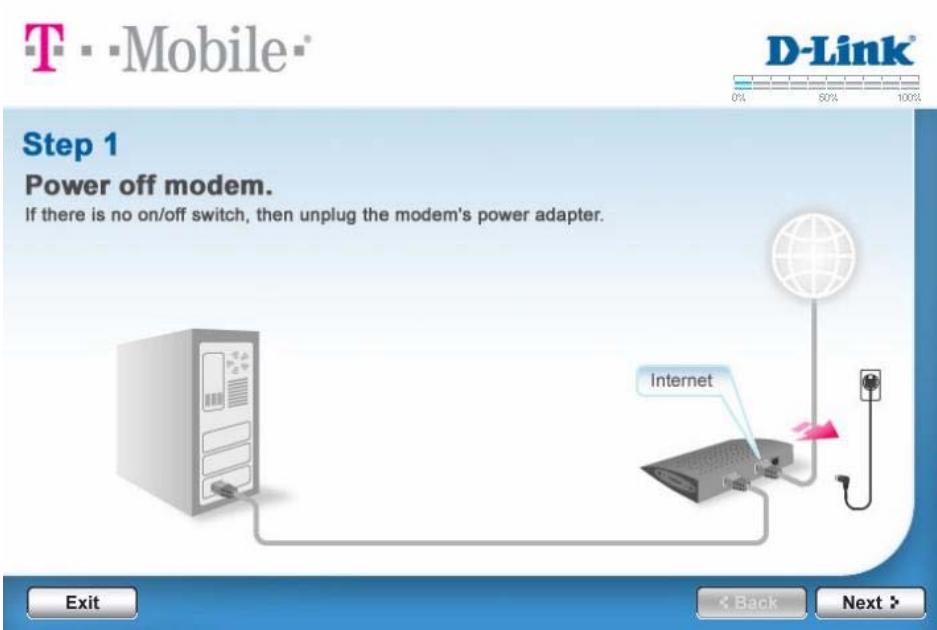 T · · Mobile ·
D-Link
0% 50% 100%
Step 1
Power off modem.
If there is no on/off switch, then unplug the modem's power adapter.
Internet
Exit
< Back
Next >